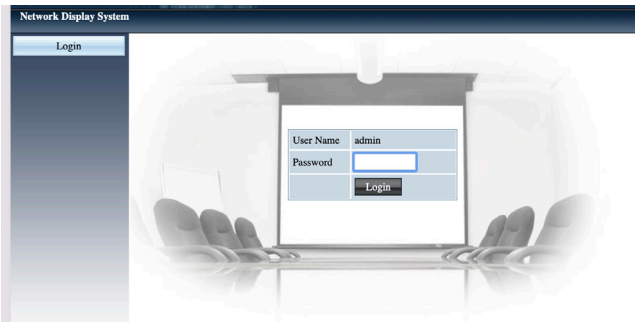 Network Display System
Login
User Name admin
Password
Login